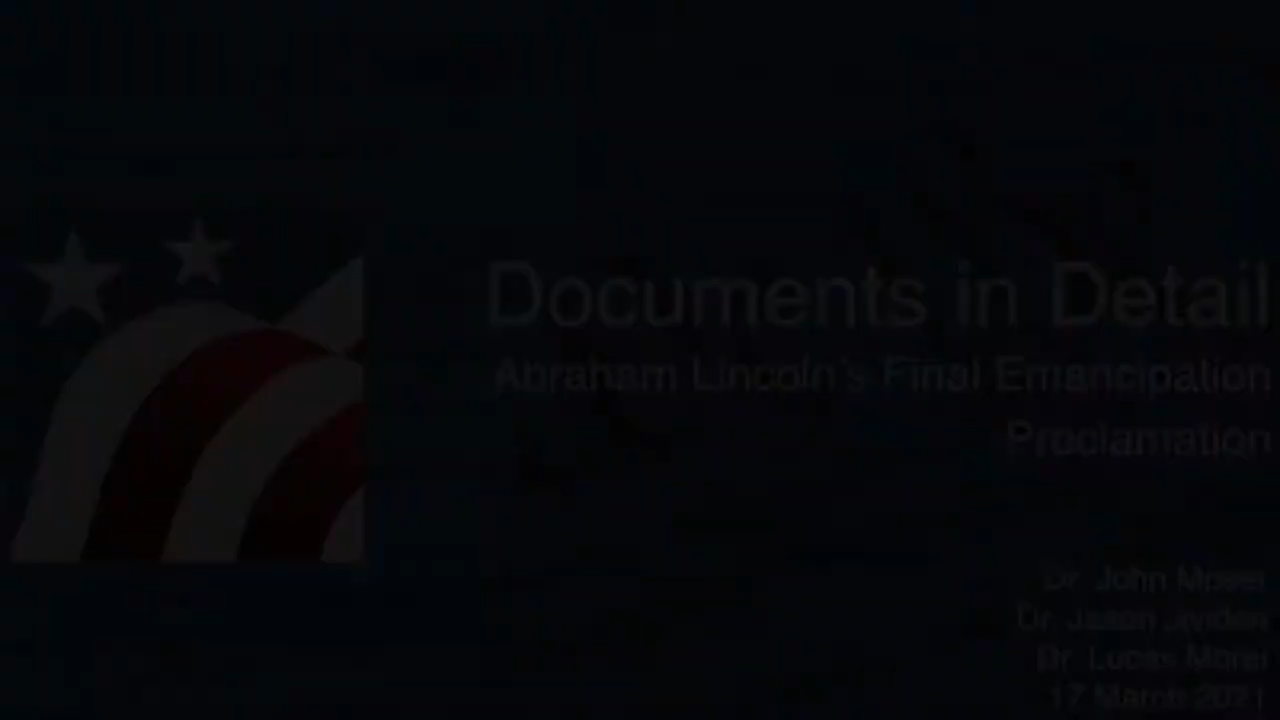 Documents in Detail
Abraham Lincoln's Final Emancipation
Proclamation
Dr. John Moser
Dr. Jason Jividen
Dr. Lucas Morel
17 March 2021